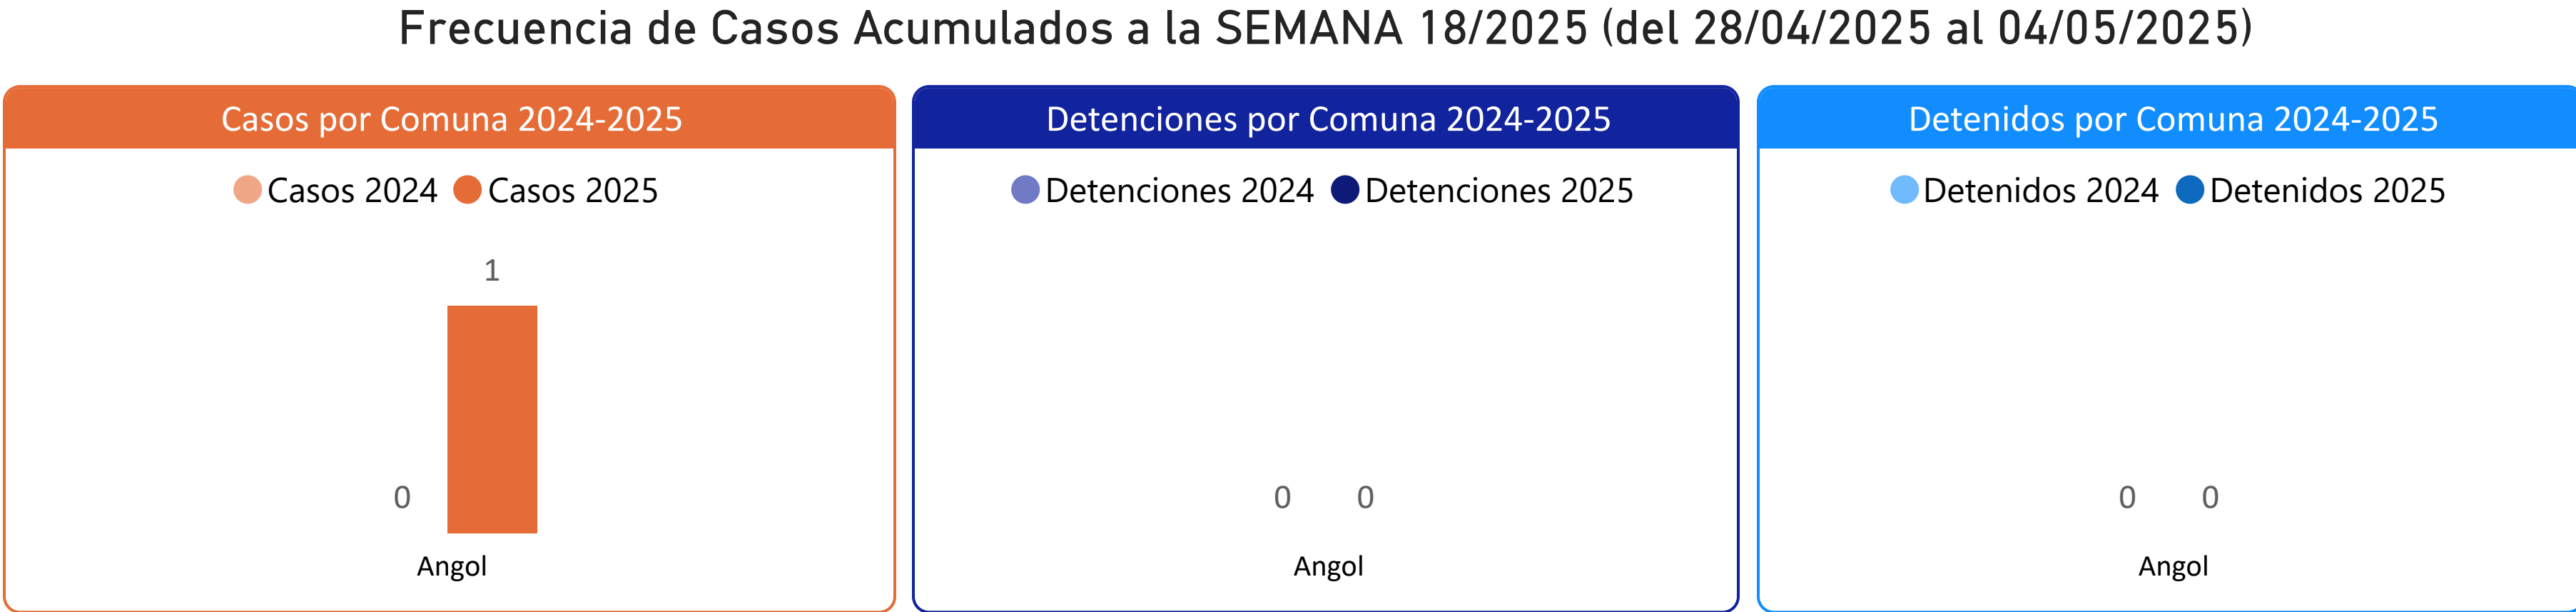 Frecuencia de Casos Acumulados a la SEMANA 18/2025 (del 28/04/2025 al 04/05/2025)
Casos por Comuna 2024-2025
Casos 2024 Casos 2025
1
0
Angol
Detenciones por Comuna 2024-2025
Detenciones 2024 Detenciones 2025
0 0
Angol
Detenidos por Comuna 2024-2025
Detenidos 2024 Detenidos 2025
0 0
Angol